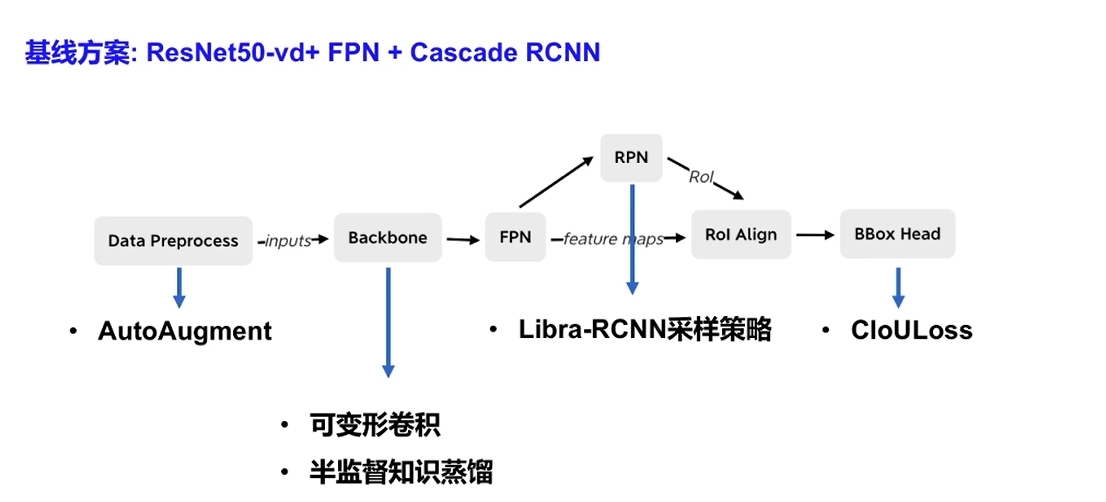 基线方案: ResNet50-vd+ FPN + Cascade RCNN
RPN
RoI
Data Preprocess
inputs
Backbone
FPN
feature maps
RoI Align
BBox Head
• AutoAugment
• Libra-RCNN采样策略
• CIoULoss
• 可变形卷积
• 半监督知识蒸馏